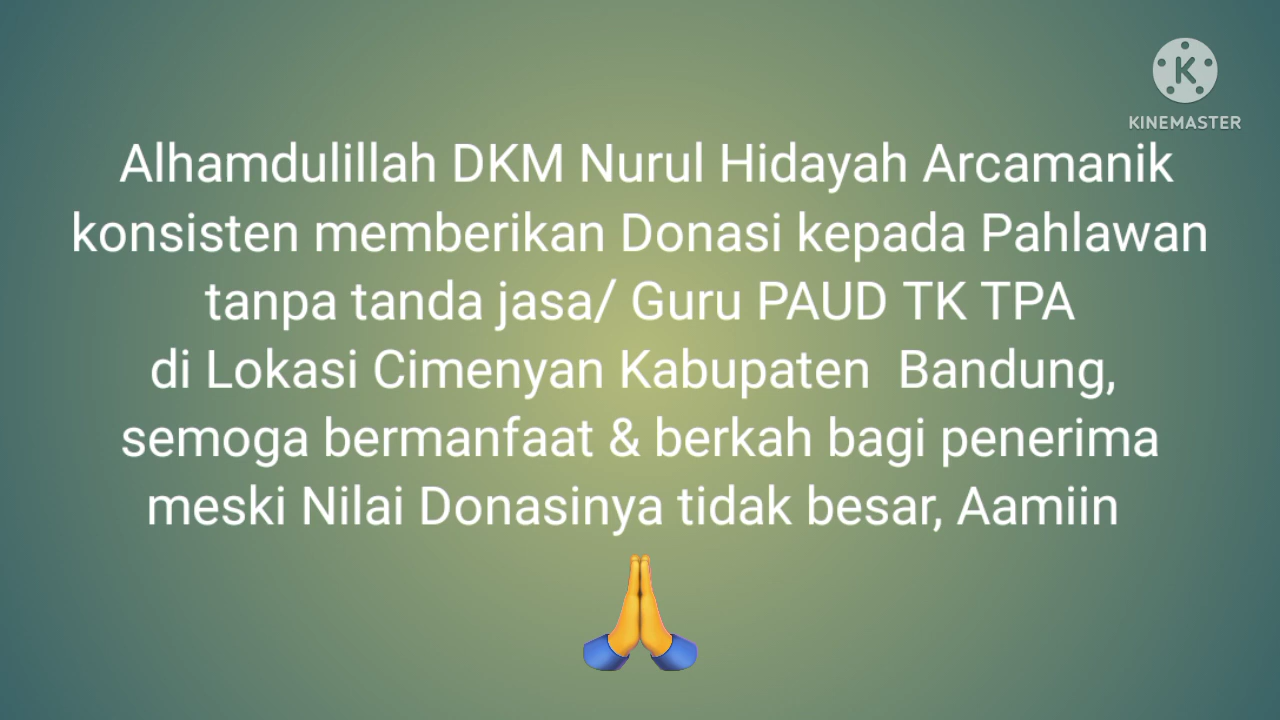 KINEMASTER
Alhamdulillah DKM Nurul Hidayah Arcamanik
konsisten memberikan Donasi kepada Pahlawan
tanpa tanda jasa/ Guru PAUD TK TPA
di Lokasi Cimenyan Kabupaten  Bandung,
semoga bermanfaat & berkah bagi penerima
meski Nilai Donasinya tidak besar, Aamiin
🙏